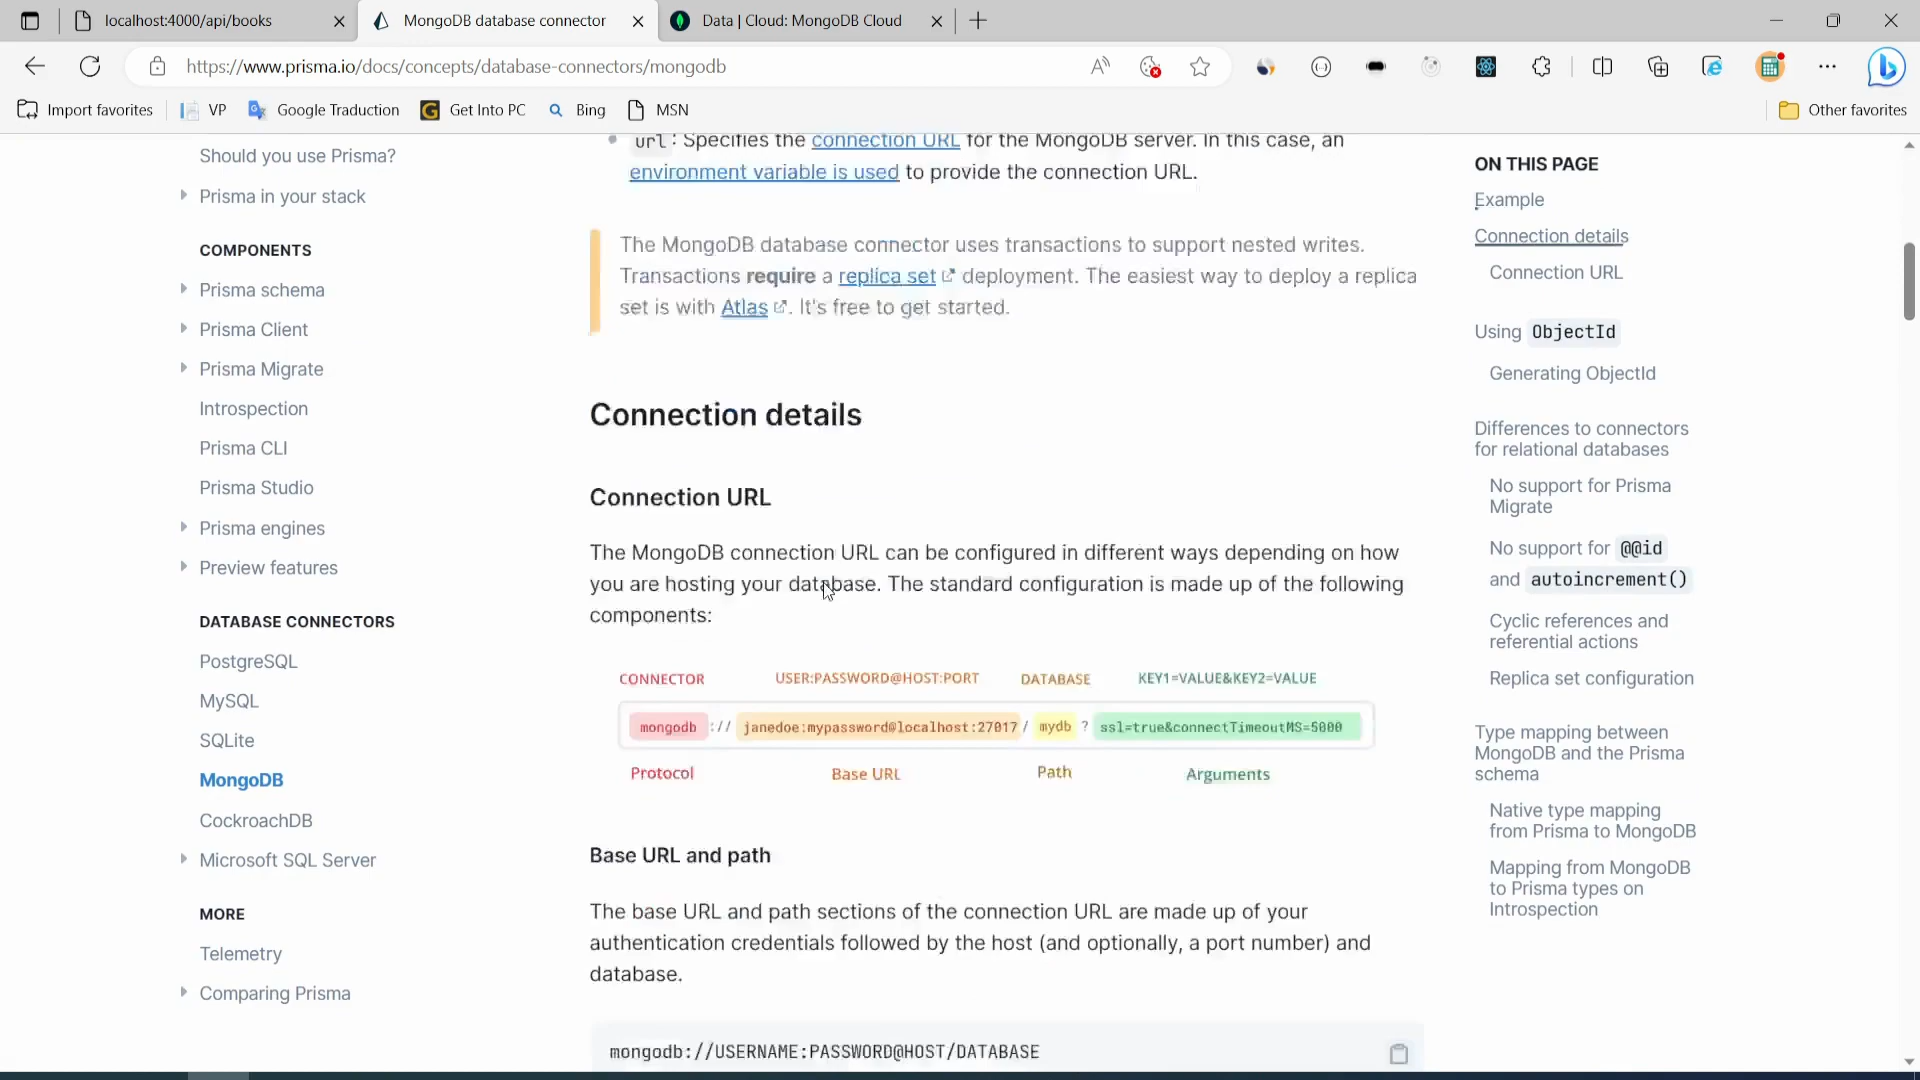 localhost:4000/api/books
MongoDB database connector
Data | Cloud: MongoDB Cloud
https://www.prisma.io/docs/concepts/database-connectors/mongodb
Import favorites
VP
Google Traduction
Get Into PC
Bing
MSN
Other favorites
Should you use Prisma?
Prisma in your stack
COMPONENTS
Prisma schema
Prisma Client
Prisma Migrate
Introspection
Prisma CLI
Prisma Studio
Prisma engines
Preview features
DATABASE CONNECTORS
PostgreSQL
MySQL
SQLite
MongoDB
CockroachDB
Microsoft SQL Server
MORE
Telemetry
Comparing Prisma
url: Specifies the connection URL for the MongoDB server. In this case, an
environment variable is used to provide the connection URL.
The MongoDB database connector uses transactions to support nested writes.
Transactions require a replica set deployment. The easiest way to deploy a replica
set is with Atlas. It's free to get started.
Connection details
Connection URL
The MongoDB connection URL can be configured in different ways depending on how
you are hosting your database. The standard configuration is made up of the following
components:
CONNECTOR USER:PASSWORD@HOST:PORT DATABASE KEY1=VALUE&KEY2=VALUE
mongodb :// janedoe:mypassword@localhost:27017 / mydb ? ssl=true&connectTimeoutMS=5000
Protocol Base URL Path Arguments
Base URL and path
The base URL and path sections of the connection URL are made up of your
authentication credentials followed by the host (and optionally, a port number) and
database.
mongodb://USERNAME:PASSWORD@HOST/DATABASE
ON THIS PAGE
Example
Connection details
Connection URL
Using ObjectId
Generating ObjectId
Differences to connectors
for relational databases
No support for Prisma
Migrate
No support for @@id
and autoincrement()
Cyclic references and
referential actions
Replica set configuration
Type mapping between
MongoDB and the Prisma
schema
Native type mapping
from Prisma to MongoDB
Mapping from MongoDB
to Prisma types on
Introspection